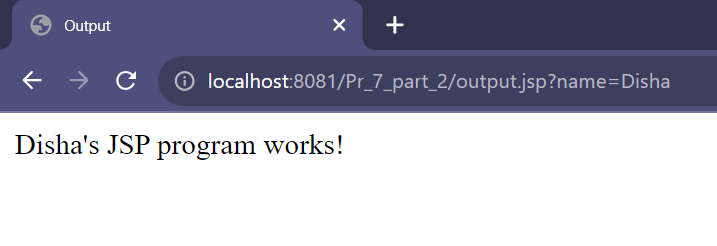 Output
localhost:8081/Pr_7_part_2/output.jsp?name=Disha
Disha's JSP program works!